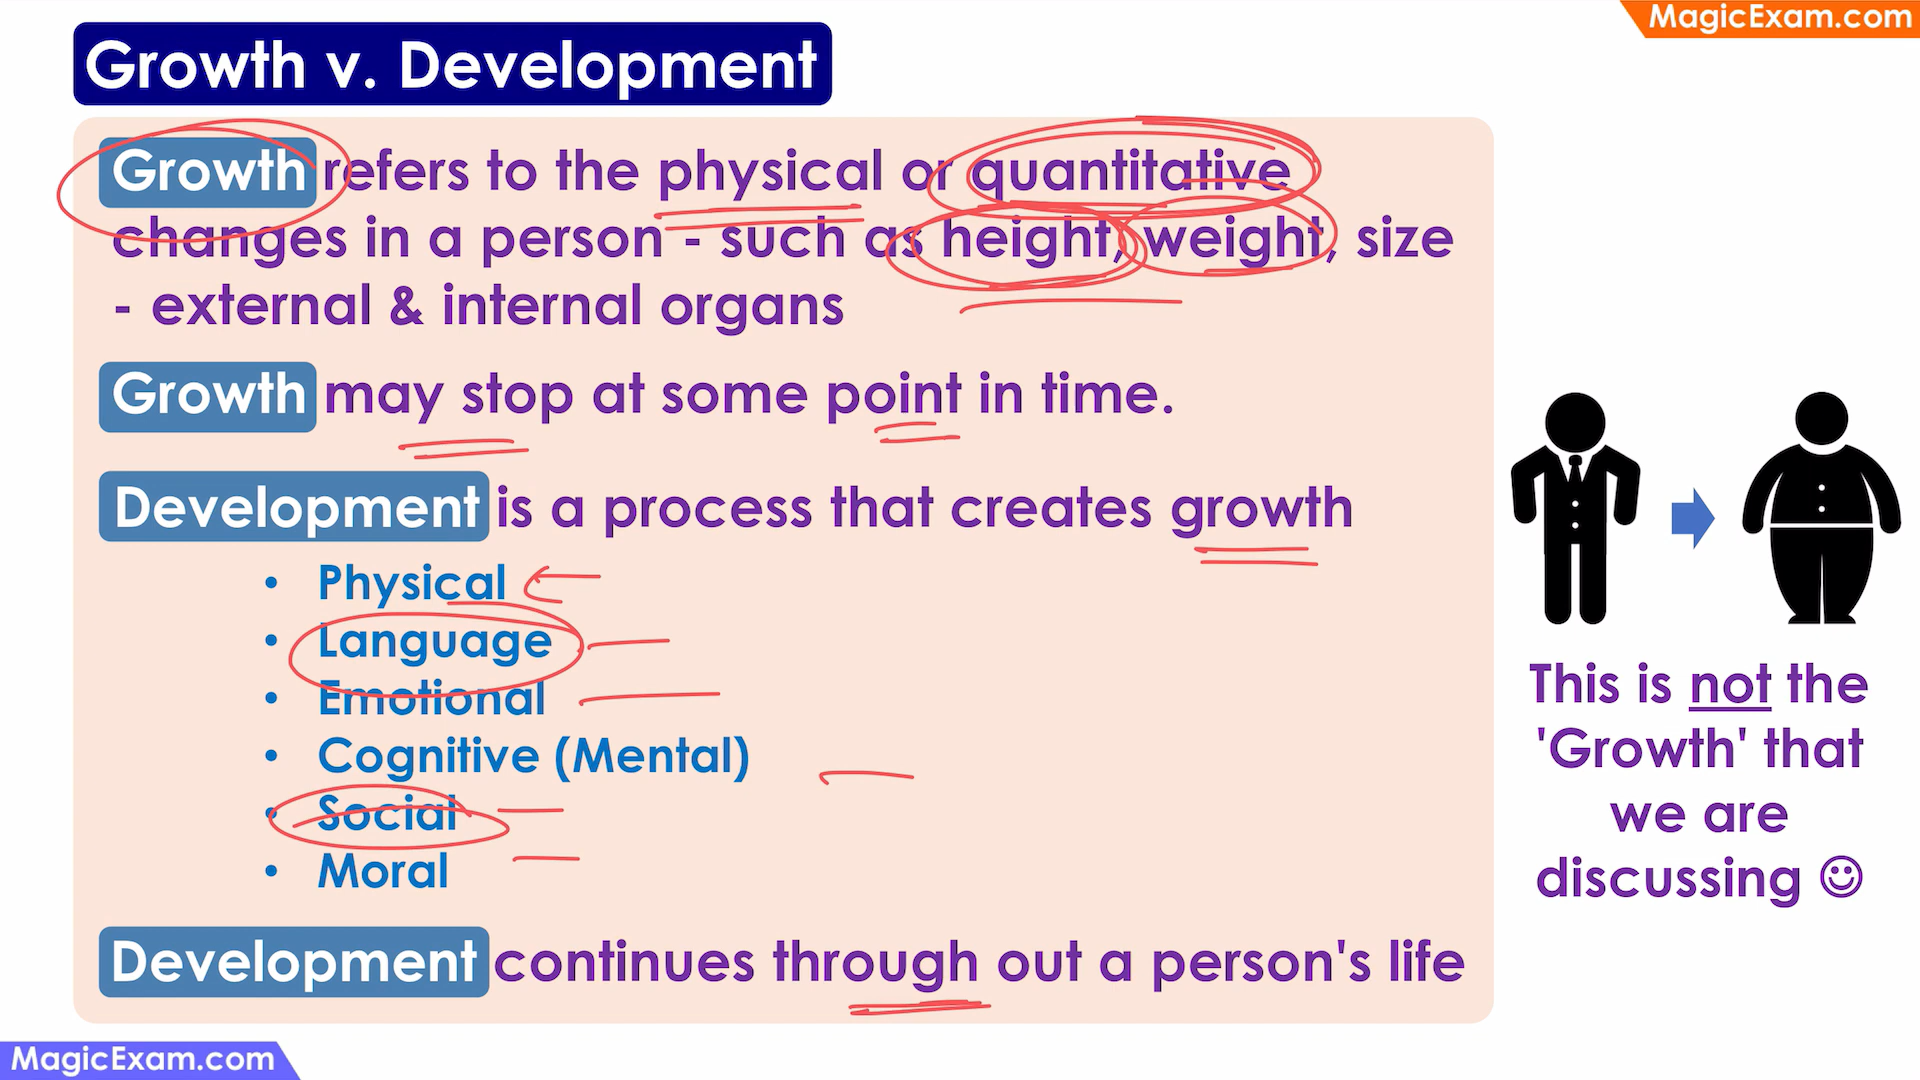 MagicExam.com
Growth v. Development
Growth refers to the physical or quantitative
changes in a person - such as height, weight, size
- external & internal organs
Growth may stop at some point in time.
Development is a process that creates growth
• Physical
• Language
• Emotional
• Cognitive (Mental)
• Social
• Moral
Development continues through out a person's life
This is not the
'Growth' that
we are
discussing ☺
MagicExam.com